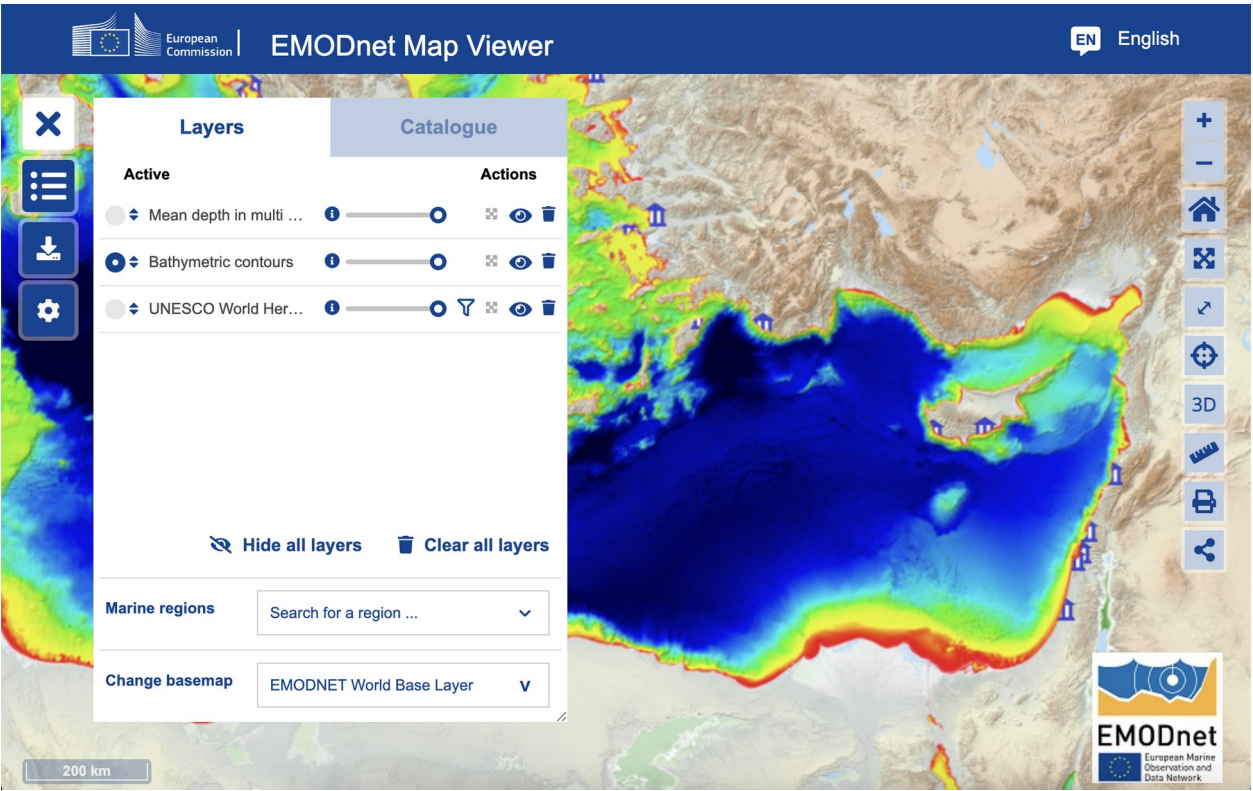 European
Commission
EMODnet Map Viewer
EN English
Layers Catalogue
Active Actions
Mean depth in multi ...
Bathymetric contours
UNESCO World Her...
Hide all layers Clear all layers
Marine regions Search for a region ...
Change basemap EMODNET World Base Layer
3D
200 km
EMODnet
European Marine
Observation and
Data Network